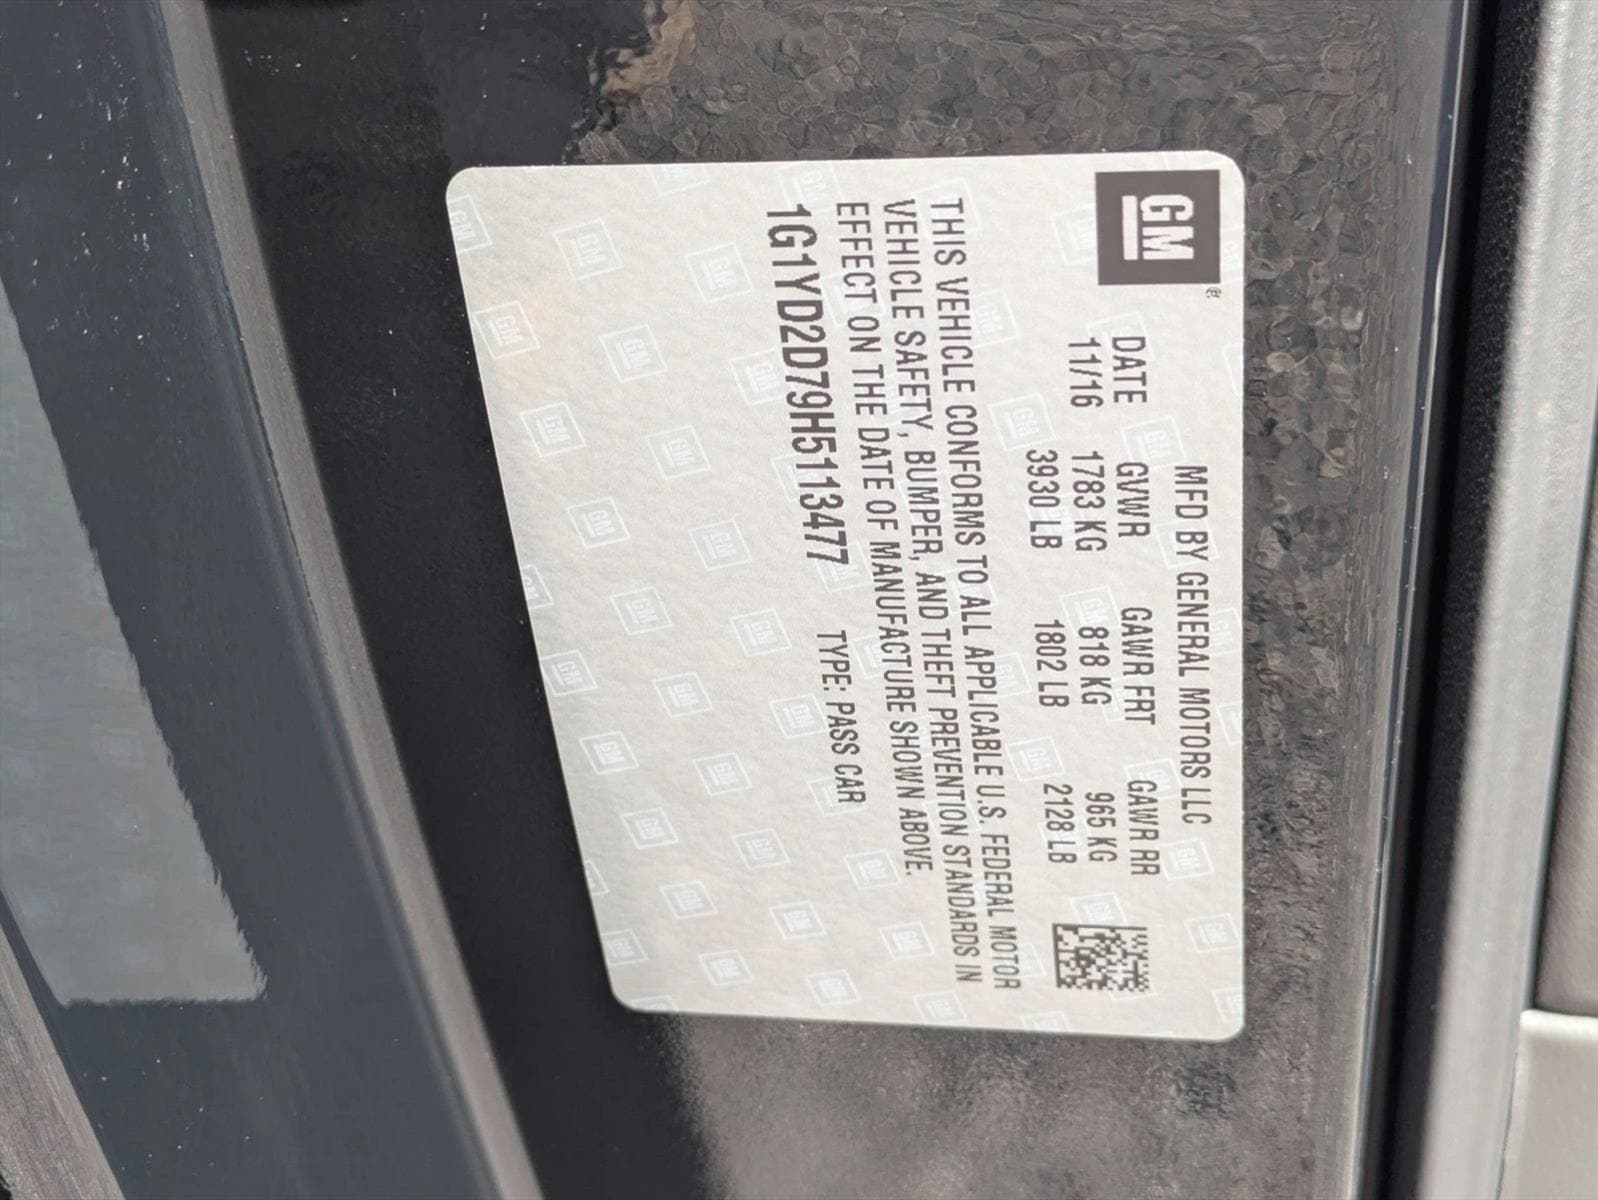 GM®
MFD BY GENERAL MOTORS LLC
DATE GVWR GAWR FRT GAWR RR
11/16 1783 KG 818 KG 965 KG
3930 LB 1802 LB 2128 LB
THIS VEHICLE CONFORMS TO ALL APPLICABLE U.S. FEDERAL MOTOR
VEHICLE SAFETY, BUMPER, AND THEFT PREVENTION STANDARDS IN
EFFECT ON THE DATE OF MANUFACTURE SHOWN ABOVE.
1G1YD2D79H5113477 TYPE: PASS CAR